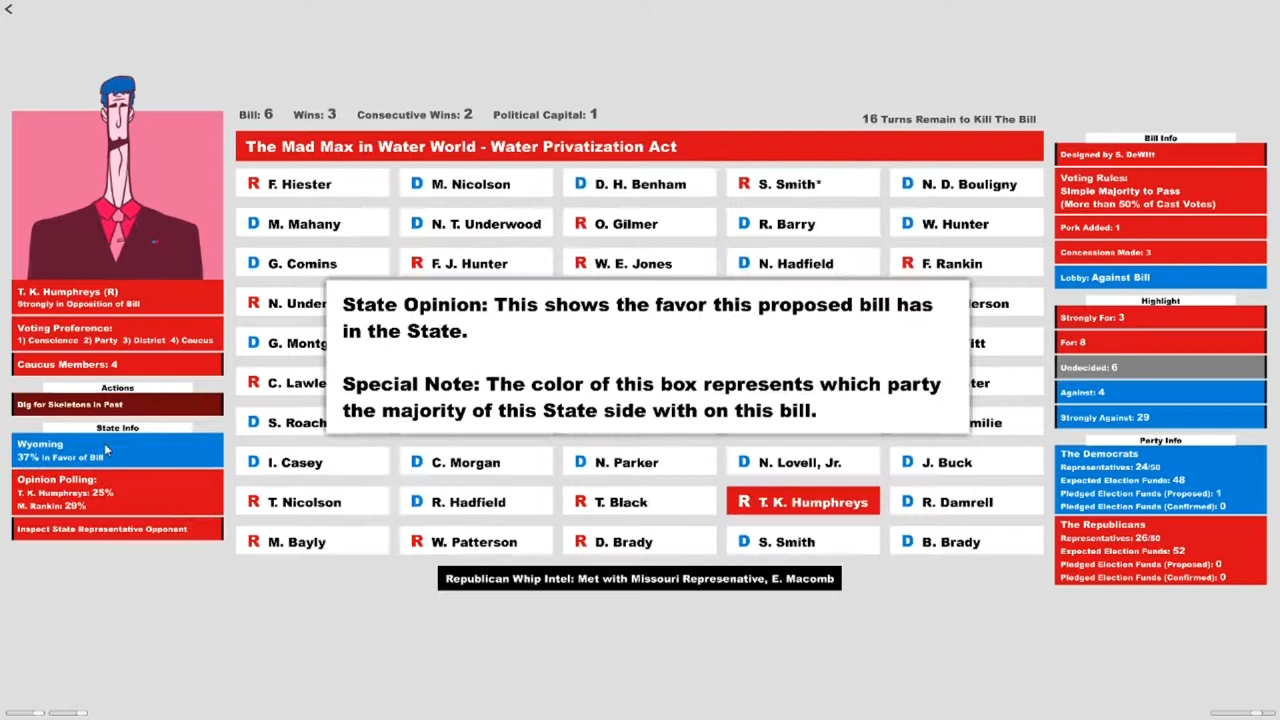 <
Bill: 6 Wins: 3 Consecutive Wins: 2 Political Capital: 1 16 Turns Remain to Kill The Bill
The Mad Max in Water World - Water Privatization Act
R F. Hiester D M. Nicolson D D. H. Benham R S. Smith* D N. D. Bouligny
D M. Mahany D N. T. Underwood R O. Gilmer D R. Barry D W. Hunter
D G. Comins R F. J. Hunter R W. E. Jones D N. Hadfield R F. Rankin
R N. Under erson
D G. Montg itt
R C. Lawle ter
D S. Roach milie
State Opinion: This shows the favor this proposed bill has
in the State.
Special Note: The color of this box represents which party
the majority of this State side with on this bill.
D I. Casey D C. Morgan D N. Parker D N. Lovell, Jr. D J. Buck
R T. Nicolson D R. Hadfield R T. Black R T. K. Humphreys D R. Damrell
R M. Bayly R W. Patterson R D. Brady D S. Smith D B. Brady
Republican Whip Intel: Met with Missouri Represenative, E. Macomb
T. K. Humphreys (R)
Strongly in Opposition of Bill
Voting Preference:
1) Conscience 2) Party 3) District 4) Caucus
Caucus Members: 4
Actions
Dig for Skeletons in Past
State Info
Wyoming
37% in Favor of Bill
Opinion Polling:
T. K. Humphreys: 25%
M. Rankin: 29%
Inspect State Representative Opponent
Bill Info
Designed by S. DeWitt
Voting Rules:
Simple Majority to Pass
(More than 50% of Cast Votes)
Pork Added: 1
Concessions Made: 3
Lobby: Against Bill
Highlight
Strongly For: 3
For: 8
Undecided: 6
Against: 4
Strongly Against: 29
Party Info
The Democrats
Representatives: 24/50
Expected Election Funds: 48
Pledged Election Funds (Proposed): 1
Pledged Election Funds (Confirmed): 0
The Republicans
Representatives: 26/50
Expected Election Funds: 52
Pledged Election Funds (Proposed): 0
Pledged Election Funds (Confirmed): 0